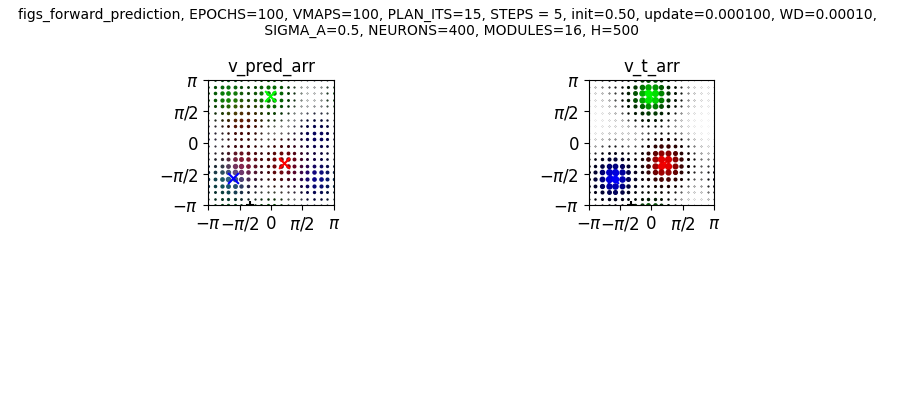 figs_forward_prediction, EPOCHS=100, VMAPS=100, PLAN_ITS=15, STEPS = 5, init=0.50, update=0.000100, WD=0.00010,
SIGMA_A=0.5, NEURONS=400, MODULES=16, H=500
v_pred_arr
π
π/2
0
−π/2
−π
−π −π/2 0 π/2 π
v_t_arr
π
π/2
0
−π/2
−π
−π −π/2 0 π/2 π